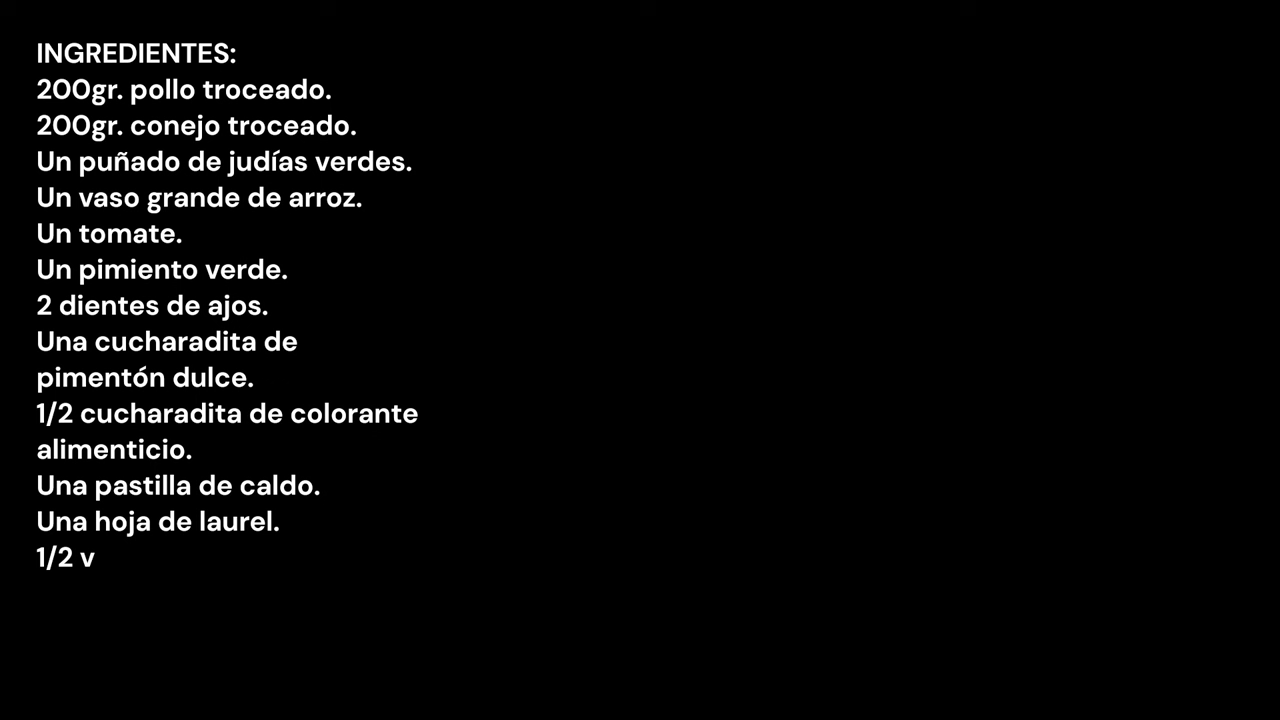 INGREDIENTES:
200gr. pollo troceado.
200gr. conejo troceado.
Un puñado de judías verdes.
Un vaso grande de arroz.
Un tomate.
Un pimiento verde.
2 dientes de ajos.
Una cucharadita de
pimentón dulce.
1/2 cucharadita de colorante
alimenticio.
Una pastilla de caldo.
Una hoja de laurel.
1/2 v